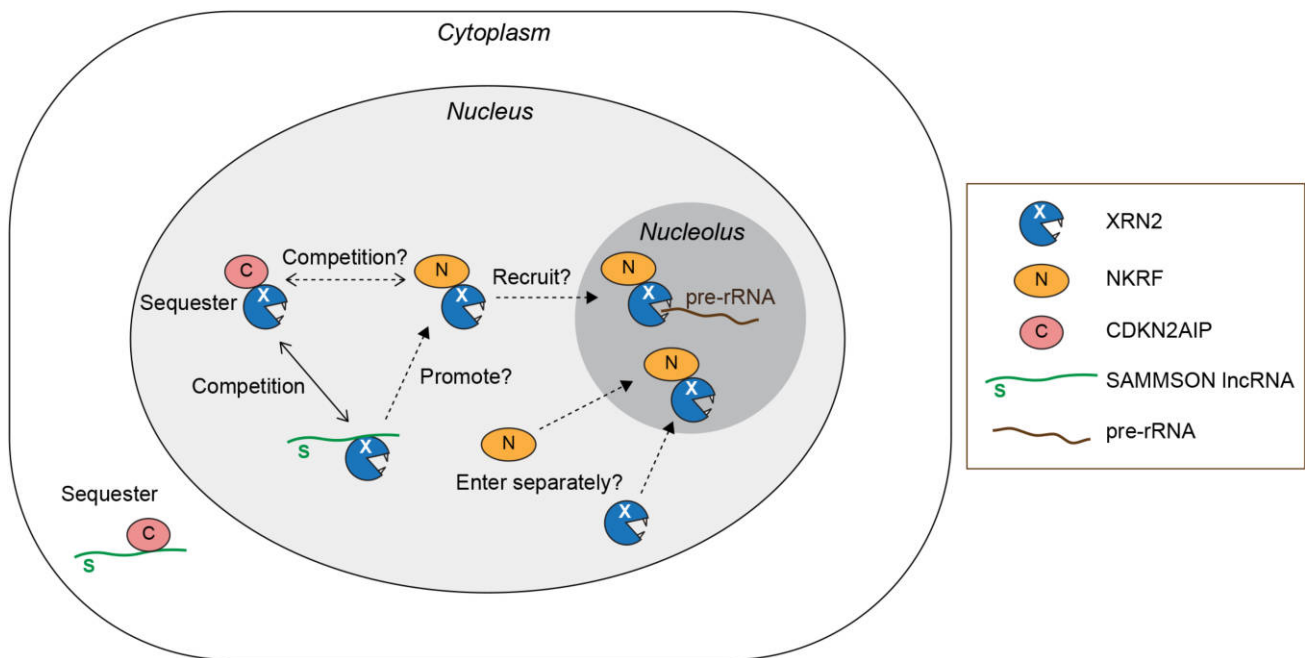 Cytoplasm
Nucleus
Nucleolus
C
Competition?
N
Recruit?
N
X
Sequester
X
X
pre-rRNA
Competition
Promote?
N
X
S
X
N
Enter separately?
X
Sequester
C
S
X
XRN2
N
NKRF
C
CDKN2AIP
S
SAMMSON lncRNA
pre-rRNA